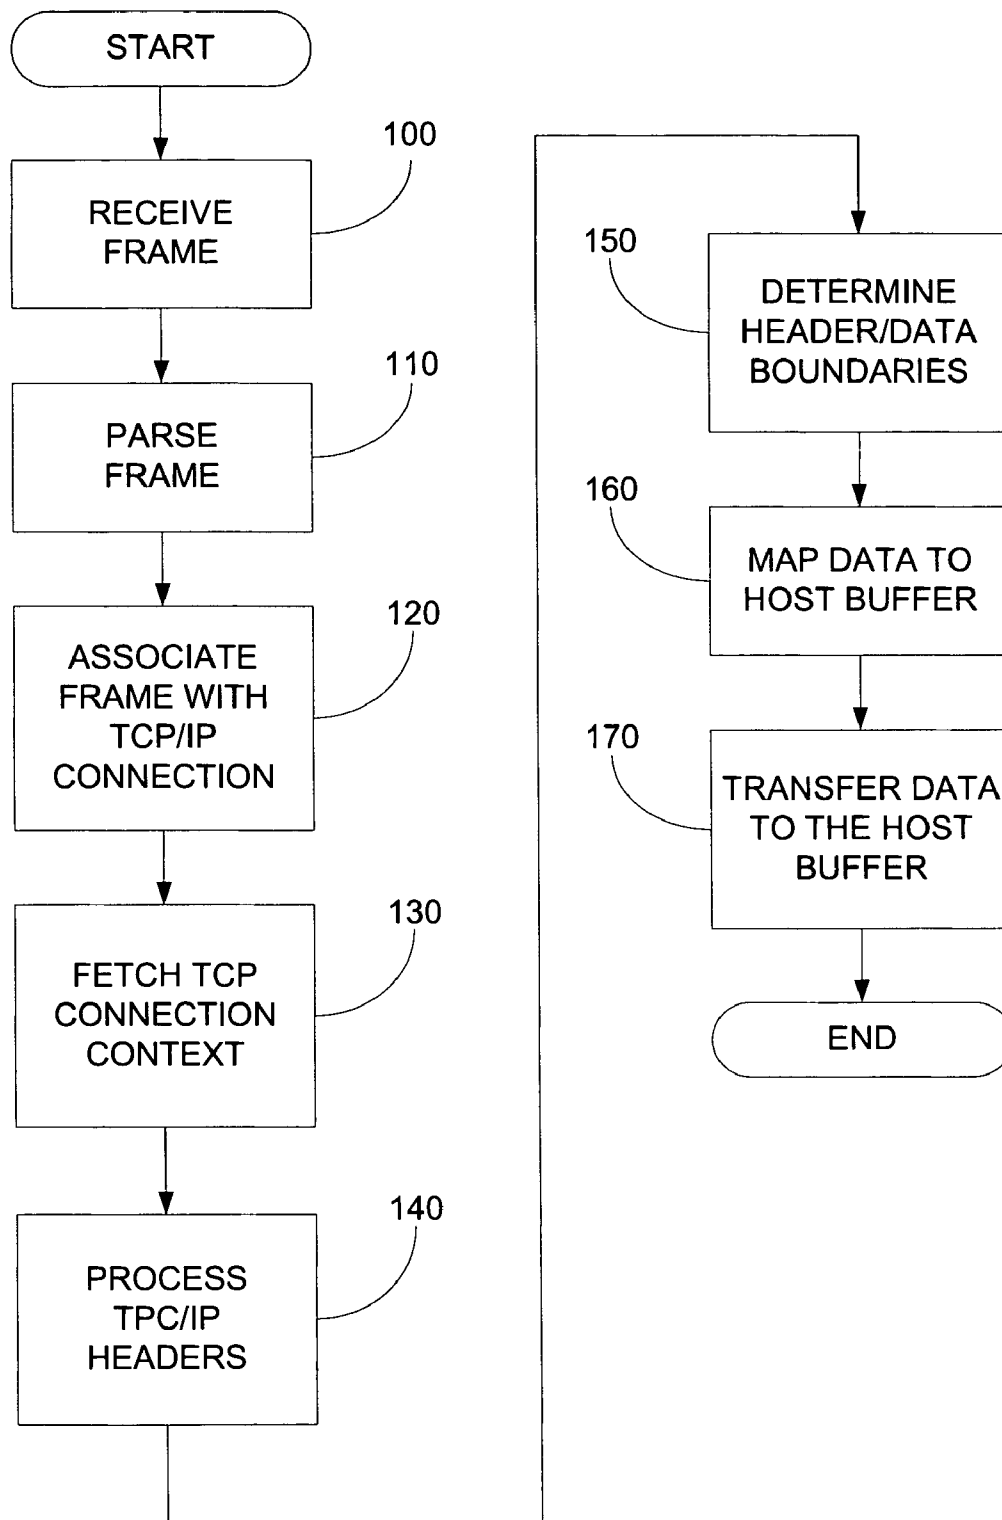 START
100
RECEIVE
FRAME
110
PARSE
FRAME
120
ASSOCIATE
FRAME WITH
TCP/IP
CONNECTION
130
FETCH TCP
CONNECTION
CONTEXT
140
PROCESS
TPC/IP
HEADERS
150
DETERMINE
HEADER/DATA
BOUNDARIES
160
MAP DATA TO
HOST BUFFER
170
TRANSFER DATA
TO THE HOST
BUFFER
END